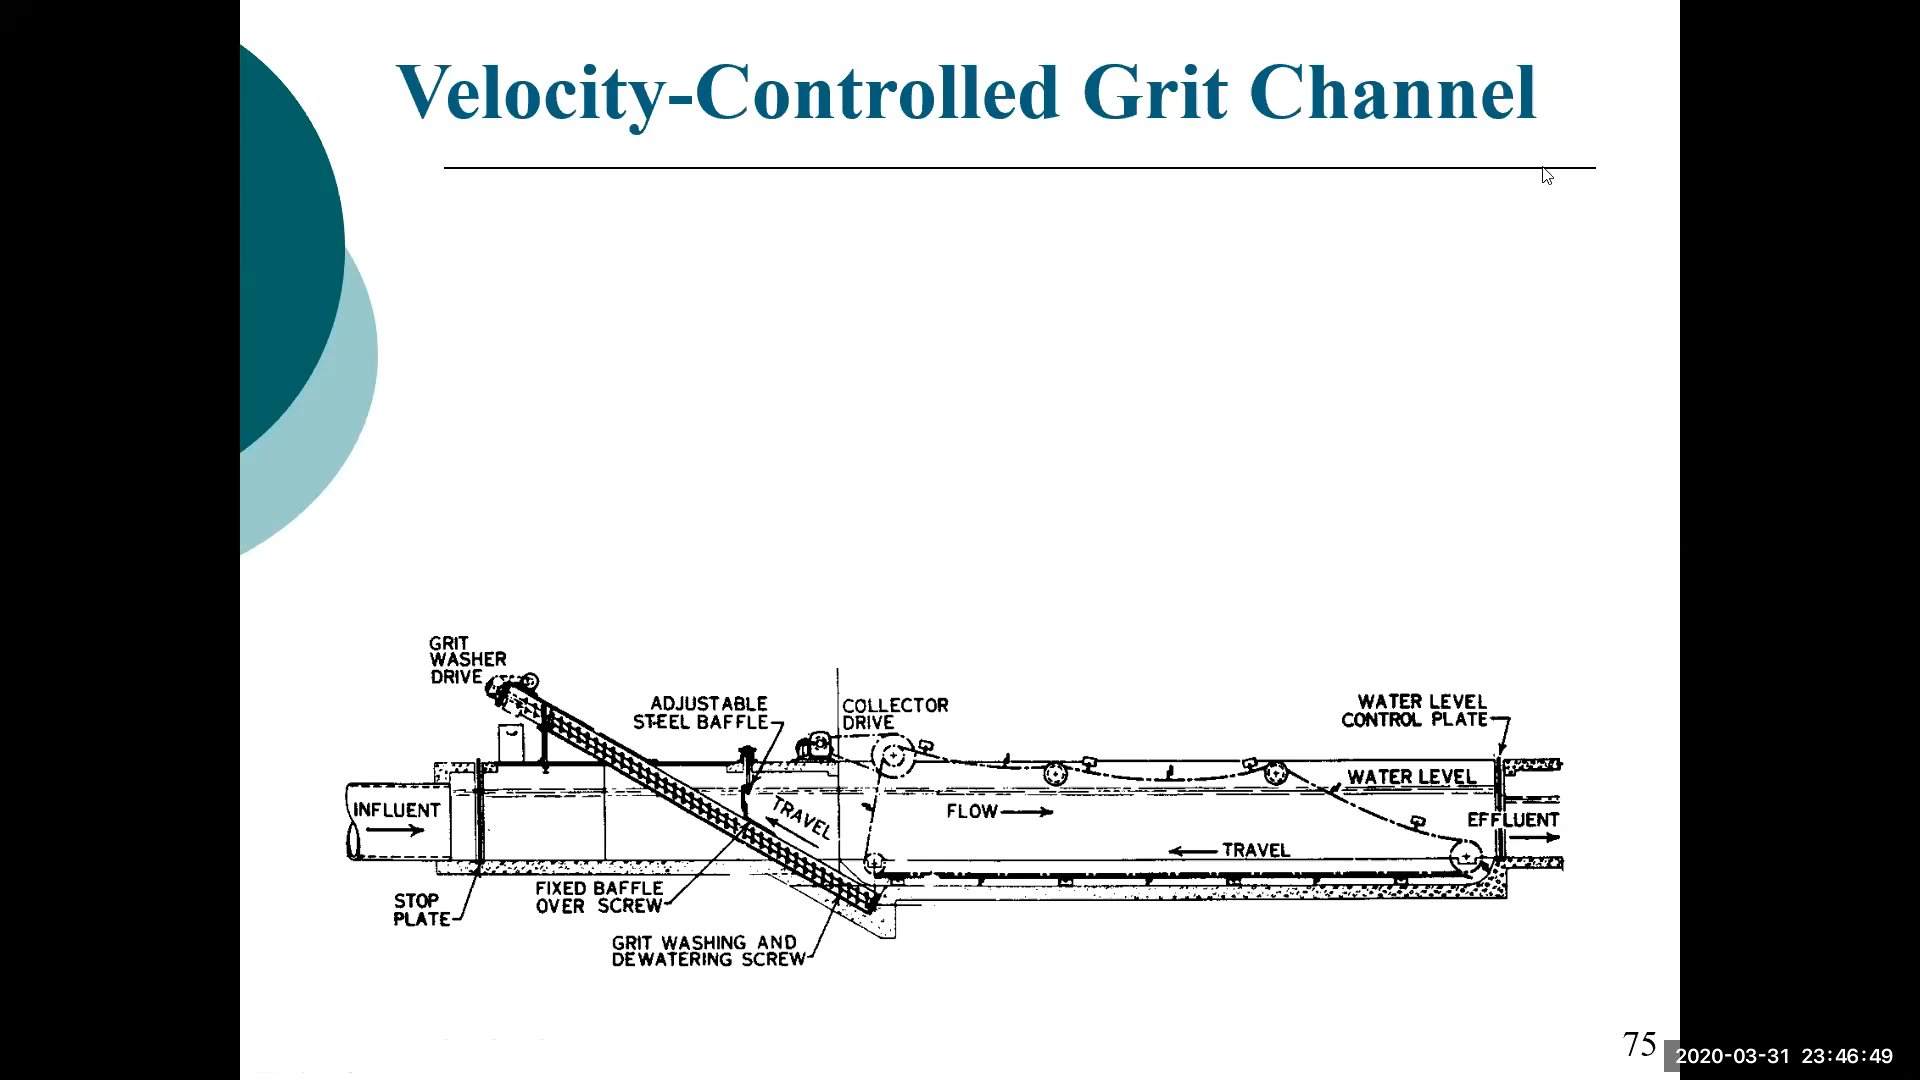 Velocity-Controlled Grit Channel
GRIT
WASHER
DRIVE
ADJUSTABLE
STEEL BAFFLE
COLLECTOR
DRIVE
WATER LEVEL
CONTROL PLATE
WATER LEVEL
INFLUENT
TRAVEL
FLOW
EFFLUENT
TRAVEL
STOP
PLATE
FIXED BAFFLE
OVER SCREW
GRIT WASHING AND
DEWATERING SCREW
75
2020-03-31 23:46:49